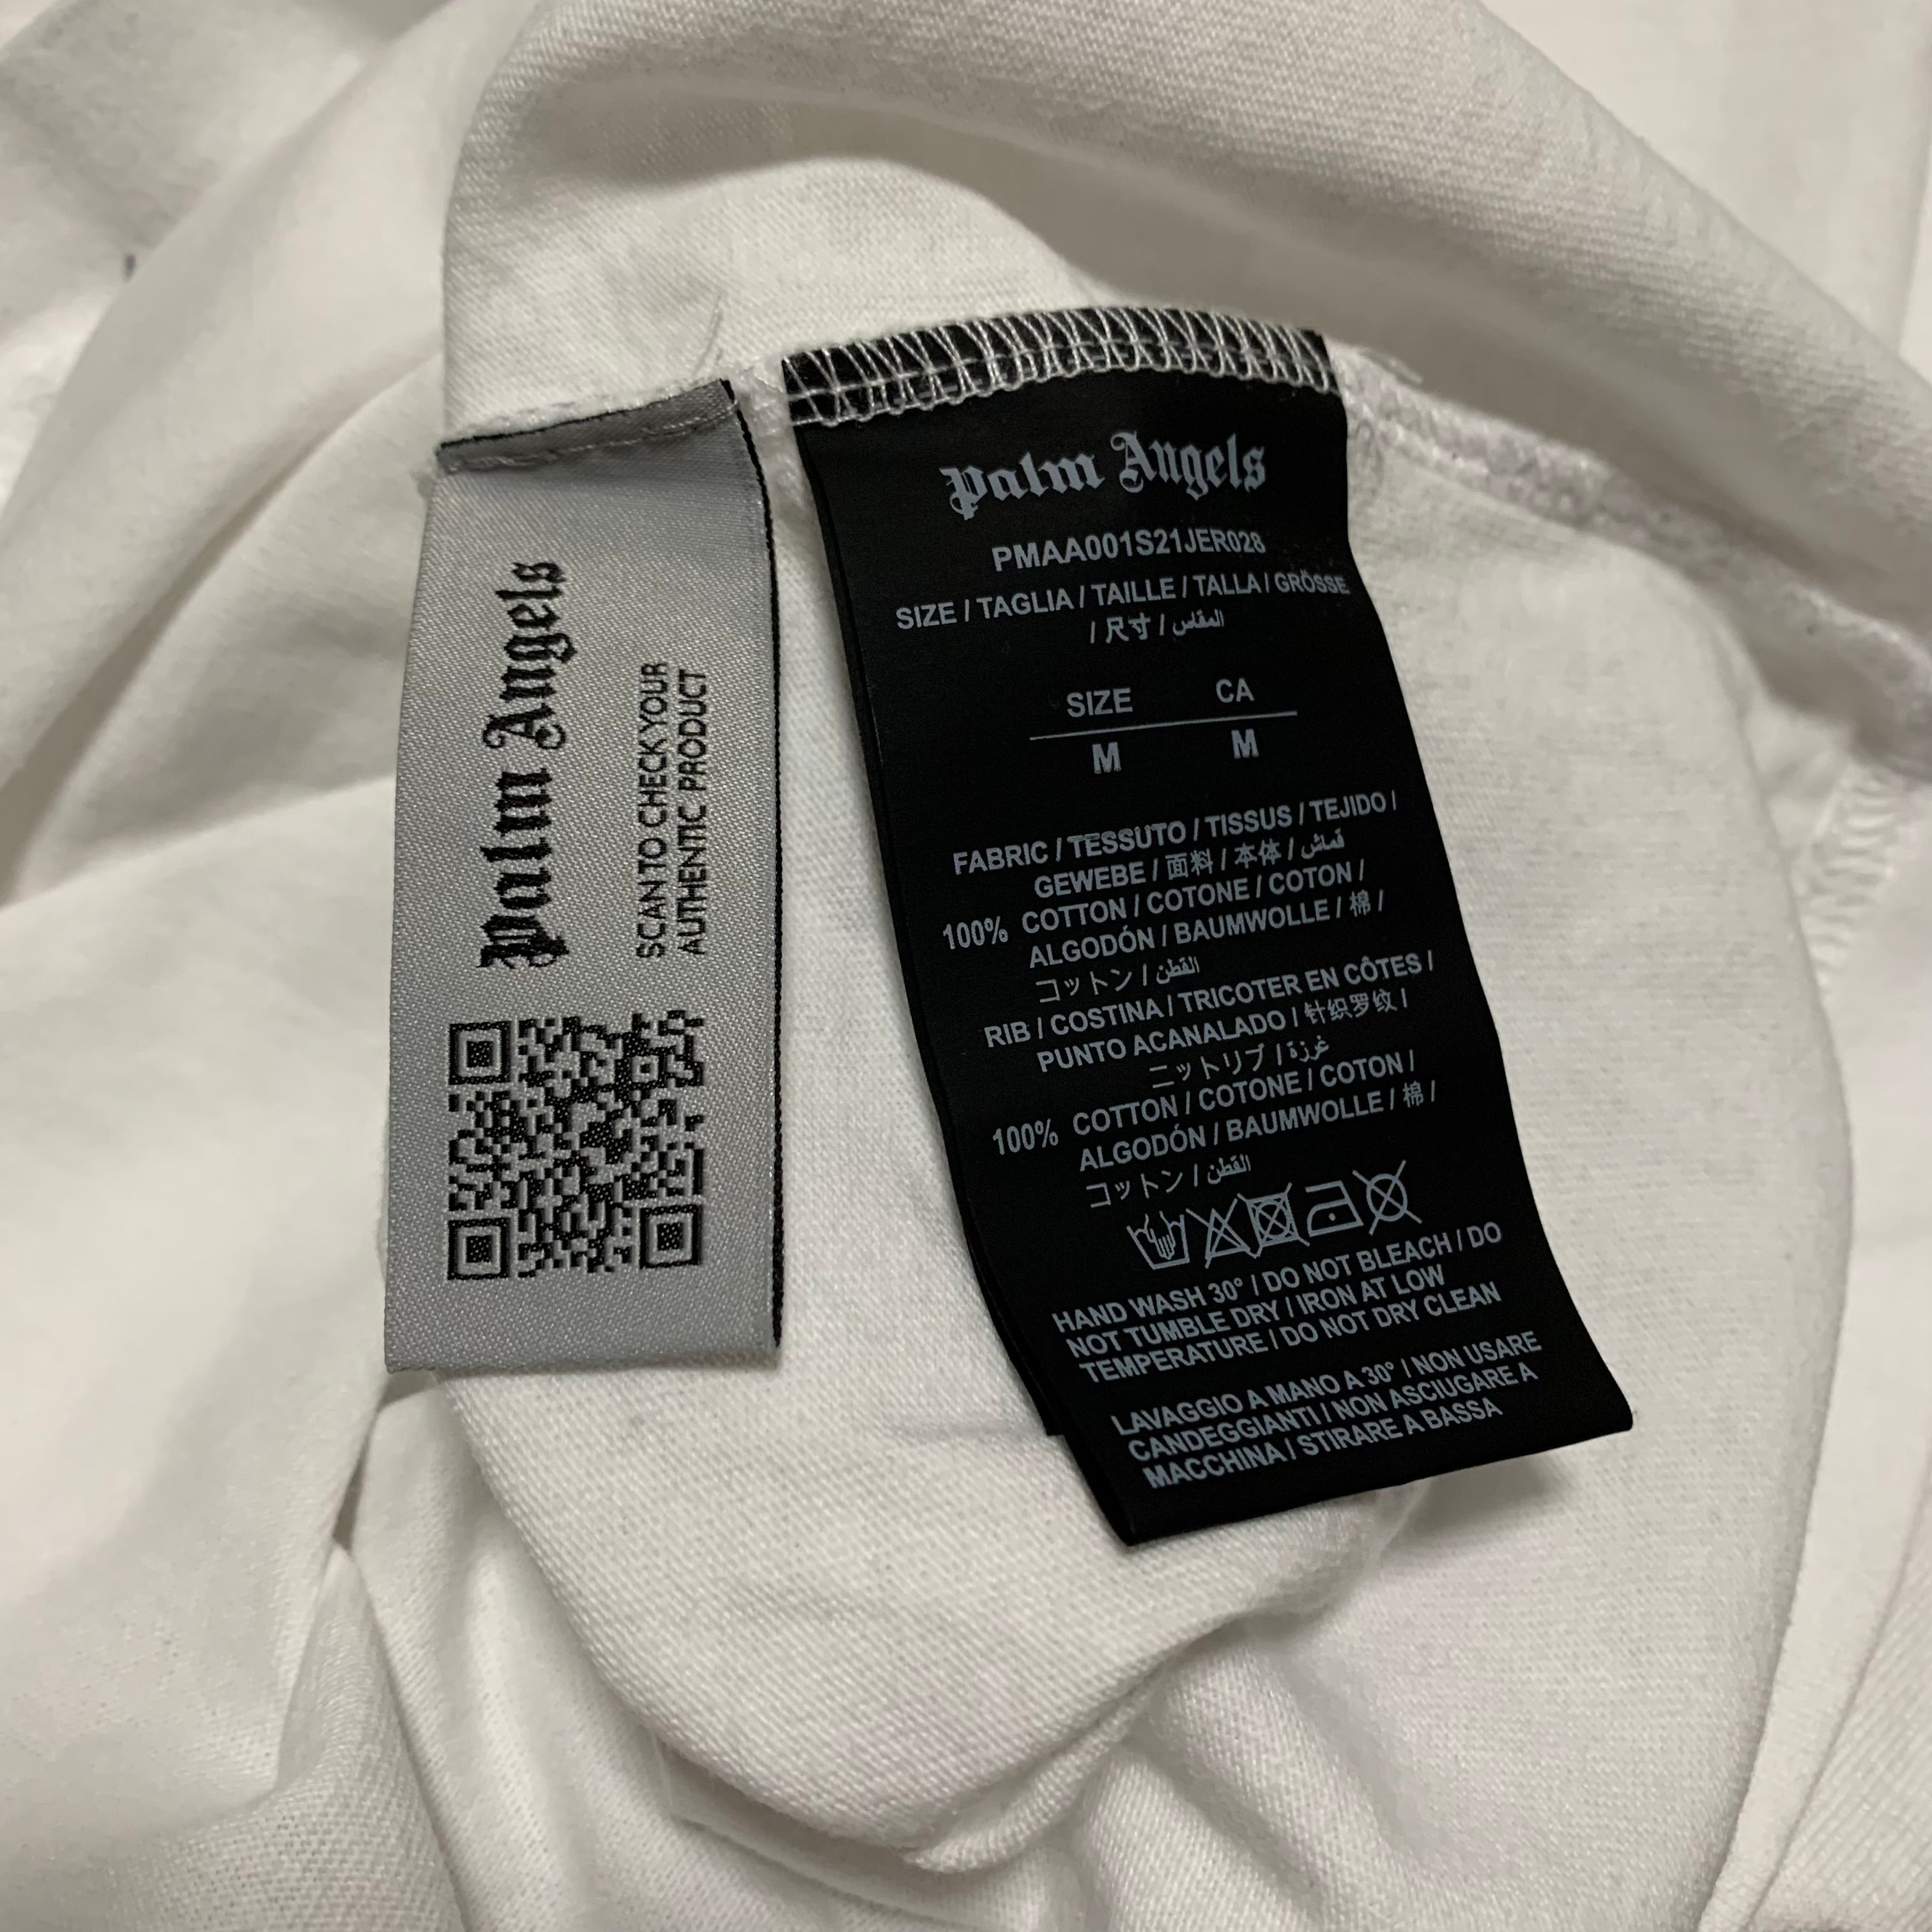 Palm Angels
SCAN TO CHECK YOUR
AUTHENTIC PRODUCT
Palm Angels
PMAA001S21JER028
SIZE / TAGLIA / TAILLE / TALLA / GRÖSSE
/ 尺寸 / المقاس
SIZE CA
M M
FABRIC / TESSUTO / TISSUS / TEJIDO /
GEWEBE / 面料 / 本体 / قماش
100% COTTON / COTONE / COTON /
ALGODÓN / BAUMWOLLE / 棉 /
コットン / القطن
RIB / COSTINA / TRICOTER EN CÔTES /
PUNTO ACANALADO / 针织罗纹 /
ニットリブ / غرزة
100% COTTON / COTONE / COTON /
ALGODÓN / BAUMWOLLE / 棉 /
コットン / القطن
HAND WASH 30° / DO NOT BLEACH / DO
NOT TUMBLE DRY / IRON AT LOW
TEMPERATURE / DO NOT DRY CLEAN
LAVAGGIO A MANO A 30° / NON USARE
CANDEGGIANTI / NON ASCIUGARE A
MACCHINA / STIRARE A BASSA